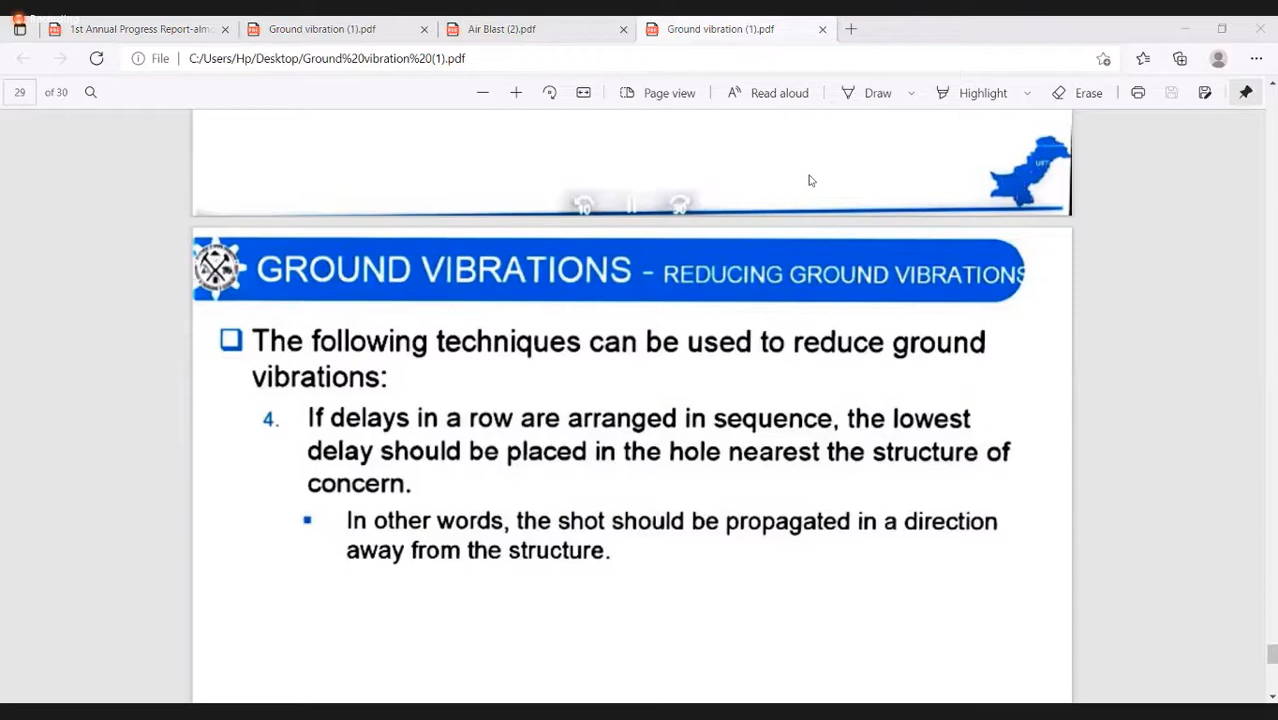 1st Annual Progress Report-almo
Ground vibration (1).pdf
Air Blast (2).pdf
Ground vibration (1).pdf
File
C:/Users/Hp/Desktop/Ground%20vibration%20(1).pdf
29 of 30
Page view
Read aloud
Draw
Highlight
Erase
10
30
GROUND VIBRATIONS - REDUCING GROUND VIBRATIONS
The following techniques can be used to reduce ground
vibrations:
4. If delays in a row are arranged in sequence, the lowest
delay should be placed in the hole nearest the structure of
concern.
In other words, the shot should be propagated in a direction
away from the structure.